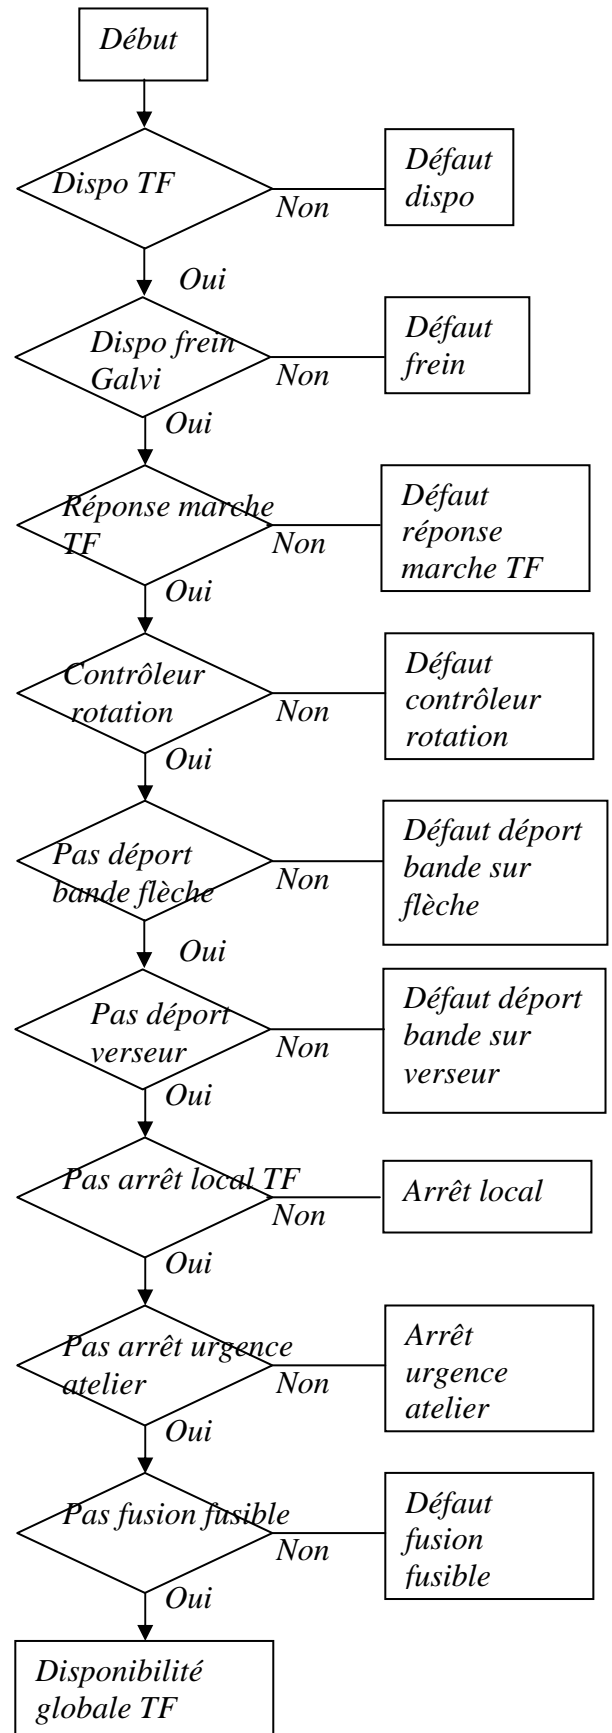 Début
Dispo TF
Non
Défaut
dispo
Oui
Dispo frein
Galvi
Non
Défaut
frein
Oui
Réponse marche
TF
Non
Défaut
réponse
marche TF
Oui
Contrôleur
rotation
Non
Défaut
contrôleur
rotation
Oui
Pas déport
bande flèche
Non
Défaut déport
bande sur
flèche
Oui
Pas déport
verseur
Non
Défaut déport
bande sur
verseur
Oui
Pas arrêt local TF
Non
Arrêt local
Oui
Pas arrêt urgence
atelier
Non
Arrêt
urgence
atelier
Oui
Pas fusion fusible
Non
Défaut
fusion
fusible
Oui
Disponibilité
globale TF